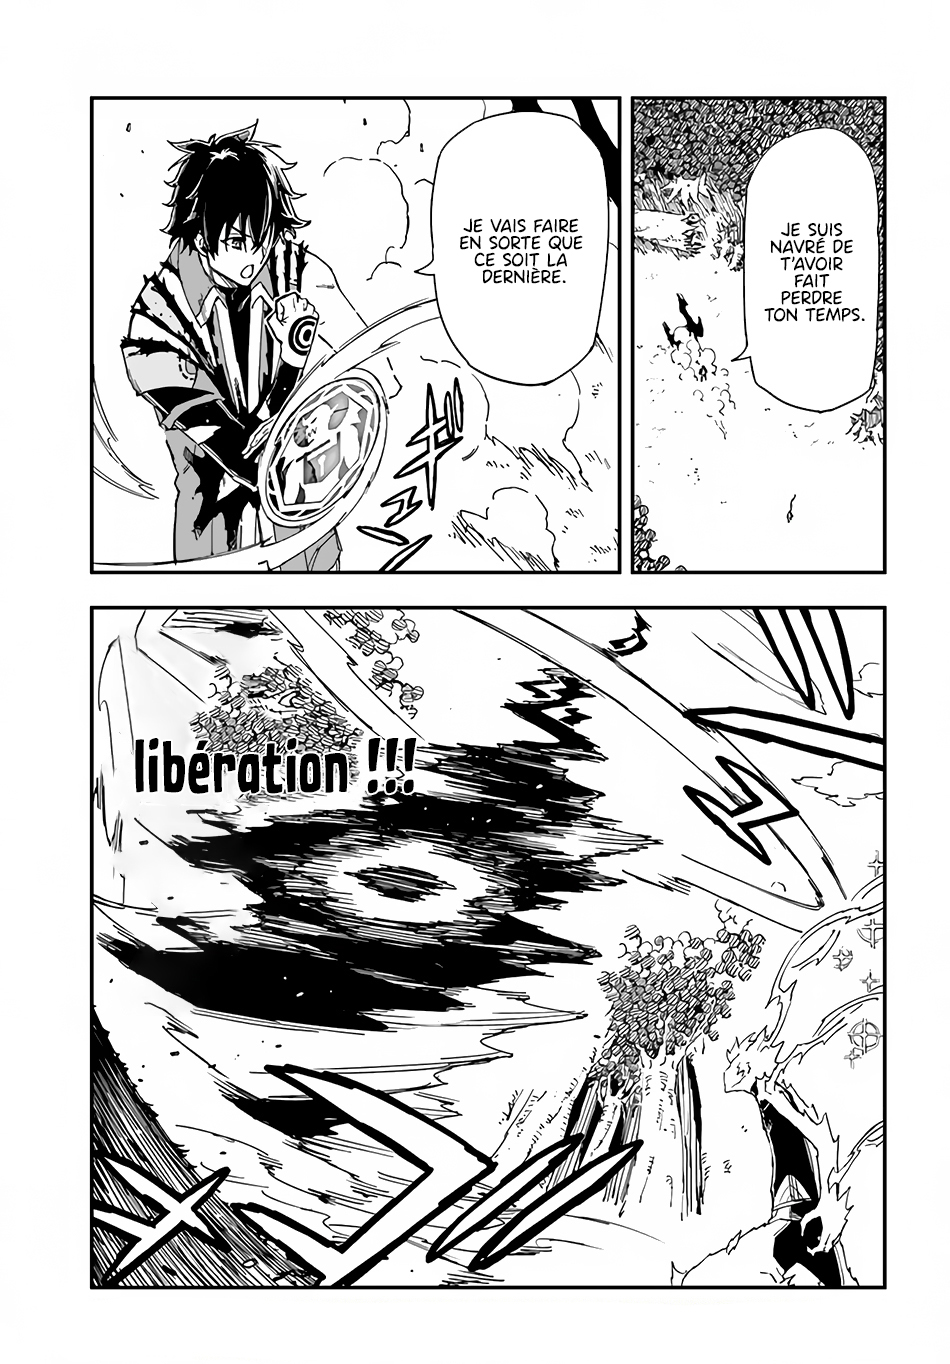 JE SUIS
NAVRÉ DE
T'AVOIR
FAIT
PERDRE
TON TEMPS.
JE VAIS FAIRE
EN SORTE QUE
CE SOIT LA
DERNIÈRE.
libération !!!